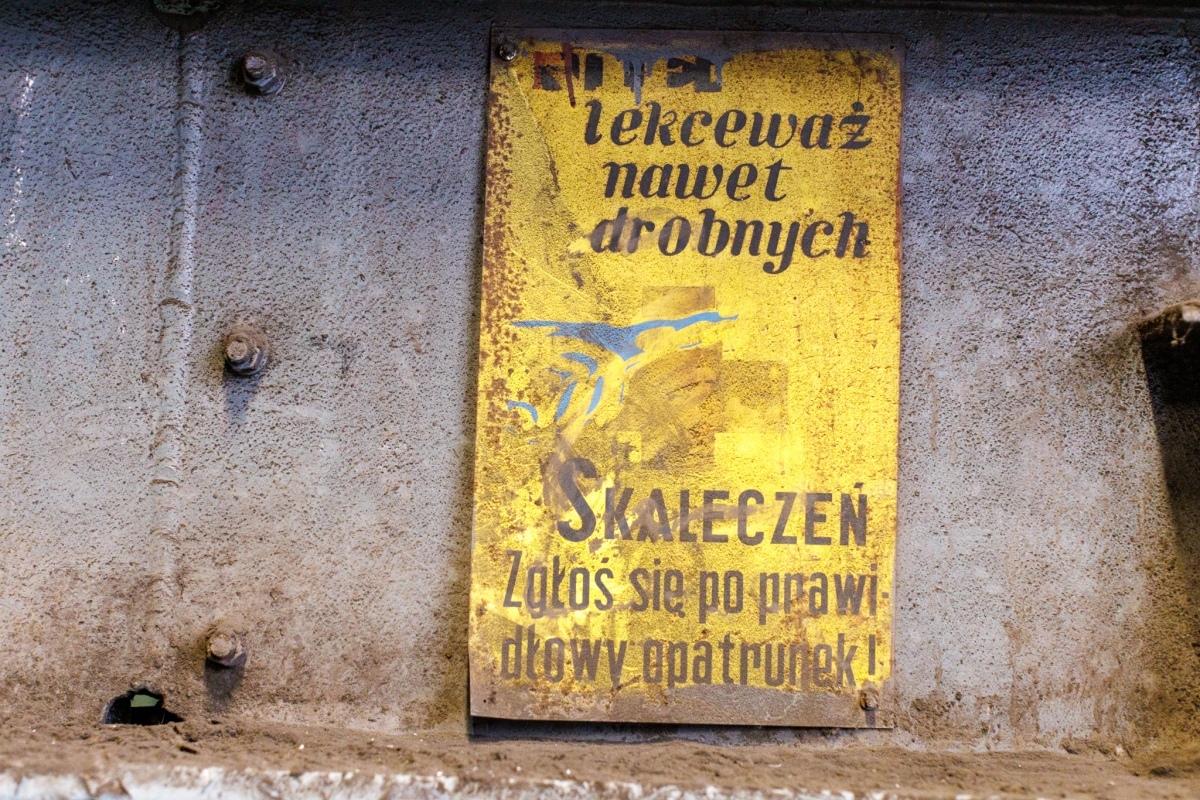 lekceważ
nawet
drobnych
SKALECZEŃ
Zgłoś się po prawi-
dłowy opatrunek!